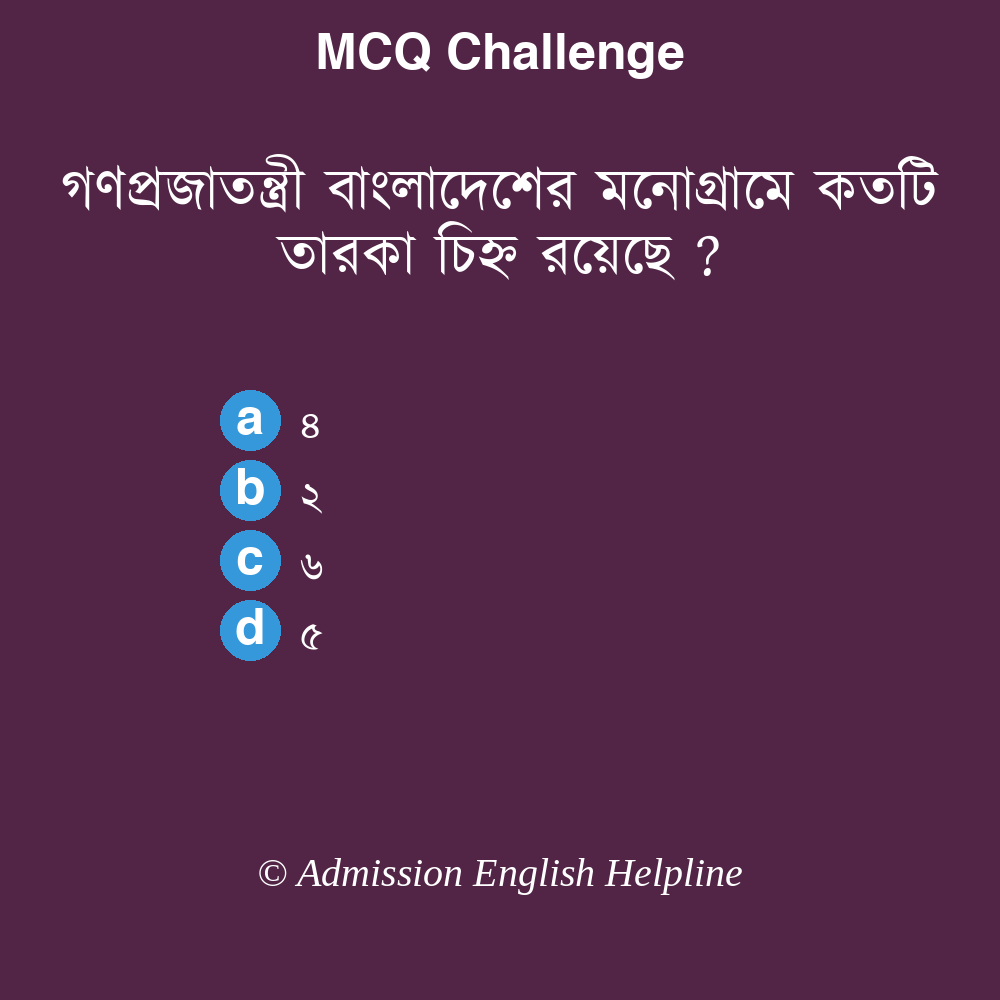 MCQ Challenge
গণপ্রজাতন্ত্রী বাংলাদেশের মনোগ্রামে কতটি
তারকা চিহ্ন রয়েছে ?
a ৪
b ২
c ৬
d ৫
© Admission English Helpline